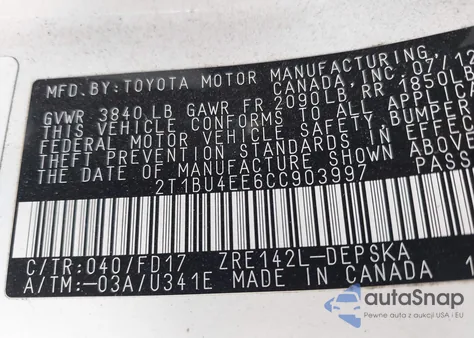 MFD. BY: TOYOTA MOTOR MANUFACTURING
CANADA, INC. 07/12
GVWR 3840 LB GAWR FR 2090LB, RR 1850LB
THIS VEHICLE CONFORMS TO ALL APPLICA
FEDERAL MOTOR VEHICLE SAFETY, BUMPER
THEFT PREVENTION STANDARDS IN EFFECT
THE DATE OF MANUFACTURE SHOWN ABOVE
2T1BU4EE6CC903997 PASS
C/TR: 040/FD17 ZRE142L-DEPSKA
A/TM: -03A/U341E MADE IN CANADA
autoSnap
Pewne auta z USA i EU